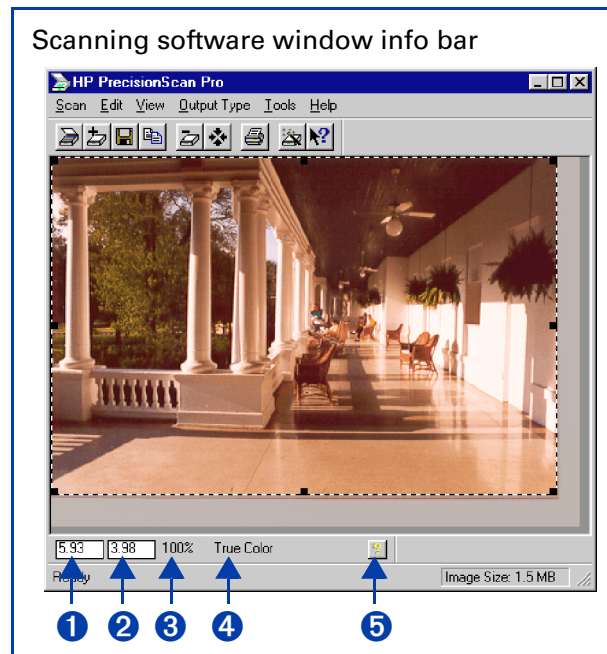 Scanning software window info bar
HP PrecisionScan Pro
Scan Edit View Output Type Tools Help
5.93 3.98 100% True Color
Ready Image Size: 1.5 MB
1 2 3 4 5